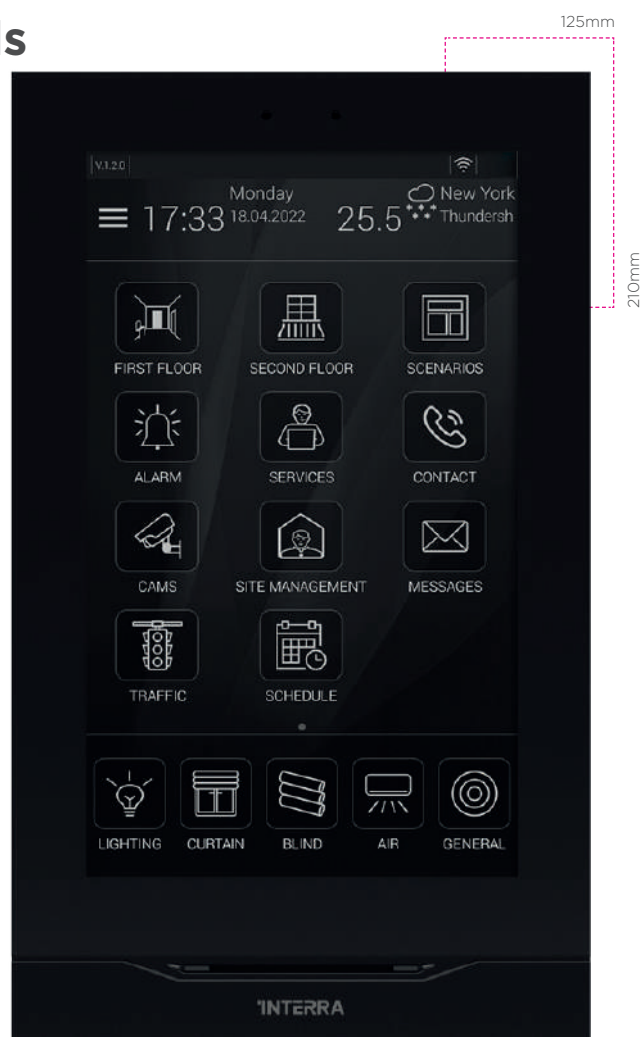 ls
125mm
210mm
V.1.2.0
17:33
Monday
18.04.2022
25.5
New York
Thundersh
FIRST FLOOR
SECOND FLOOR
SCENARIOS
ALARM
SERVICES
CONTACT
CAMS
SITE MANAGEMENT
MESSAGES
TRAFFIC
SCHEDULE
LIGHTING
CURTAIN
BLIND
AIR
GENERAL
INTERRA